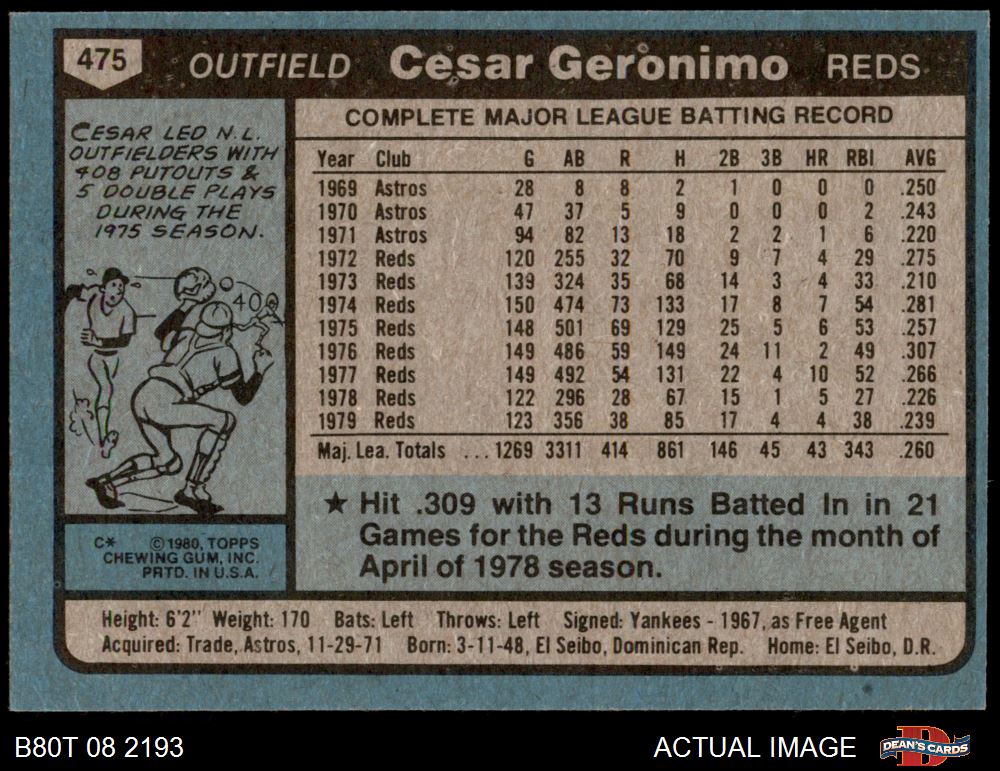 475 OUTFIELD Cesar Geronimo REDS
CESAR LED N.L.
OUTFIELDERS WITH
408 PUTOUTS &
5 DOUBLE PLAYS
DURING THE
1975 SEASON.
408
C* ©1980, TOPPS
CHEWING GUM, INC.
PRTD. IN U.S.A.
COMPLETE MAJOR LEAGUE BATTING RECORD
Year Club G AB R H 2B 3B HR RBI AVG
1969 Astros 28 8 8 2 1 0 0 0 .250
1970 Astros 47 37 5 9 0 0 0 2 .243
1971 Astros 94 82 13 18 2 2 1 6 .220
1972 Reds 120 255 32 70 9 7 4 29 .275
1973 Reds 139 324 35 68 14 3 4 33 .210
1974 Reds 150 474 73 133 17 8 7 54 .281
1975 Reds 148 501 69 129 25 5 6 53 .257
1976 Reds 149 486 59 149 24 11 2 49 .307
1977 Reds 149 492 54 131 22 4 10 52 .266
1978 Reds 122 296 28 67 15 1 5 27 .226
1979 Reds 123 356 38 85 17 4 4 38 .239
Maj. Lea. Totals ... 1269 3311 414 861 146 45 43 343 .260
★ Hit .309 with 13 Runs Batted In in 21
Games for the Reds during the month of
April of 1978 season.
Height: 6'2" Weight: 170 Bats: Left Throws: Left Signed: Yankees - 1967, as Free Agent
Acquired: Trade, Astros, 11-29-71 Born: 3-11-48, El Seibo, Dominican Rep. Home: El Seibo, D.R.
B80T 08 2193 ACTUAL IMAGE DEAN'S CARDS